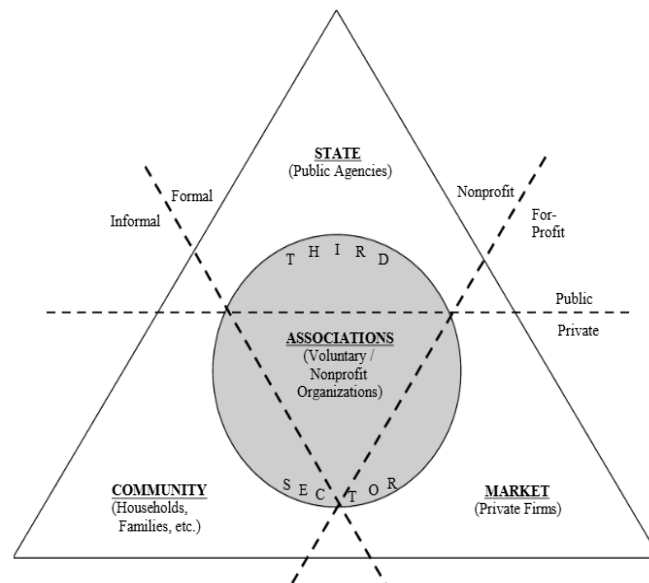 STATE
(Public Agencies)
Formal
Informal
Nonprofit
For-
Profit
THIRD
Public
Private
ASSOCIATIONS
(Voluntary /
Nonprofit
Organizations)
SECTOR
COMMUNITY
(Households,
Families, etc.)
MARKET
(Private Firms)